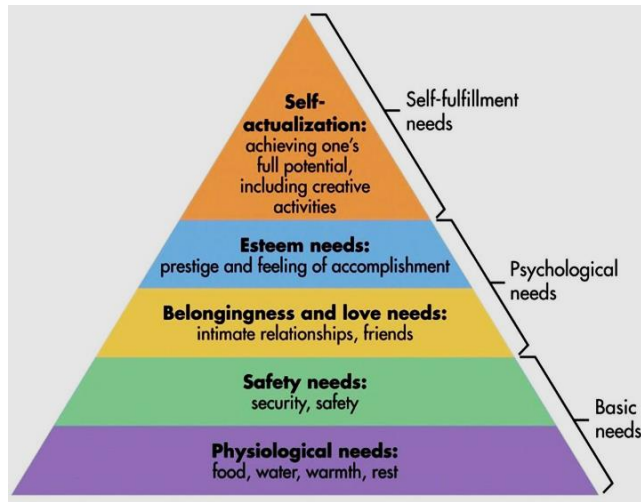 Self-
actualization:
achieving one's
full potential,
including creative
activities
Self-fulfillment
needs
Esteem needs:
prestige and feeling of accomplishment
Psychological
needs
Belongingness and love needs:
intimate relationships, friends
Safety needs:
security, safety
Basic
needs
Physiological needs:
food, water, warmth, rest